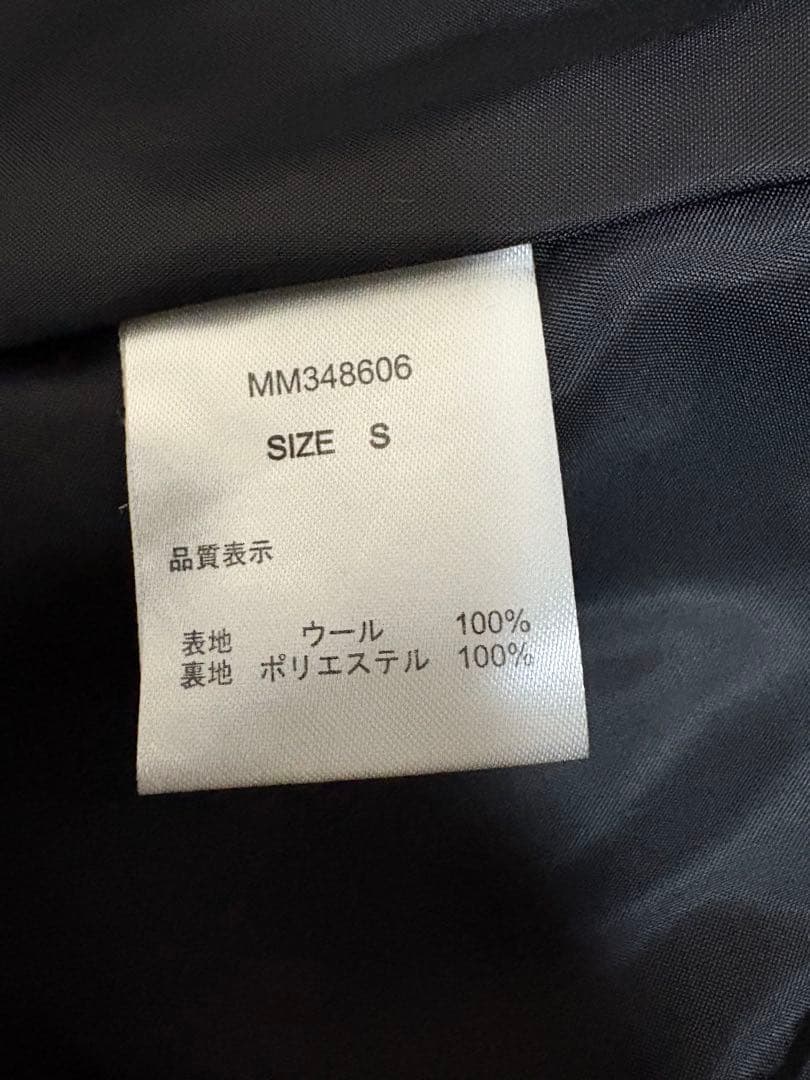 MM348606
SIZE S
品質表示
表地 ウール 100%
裏地 ポリエステル 100%